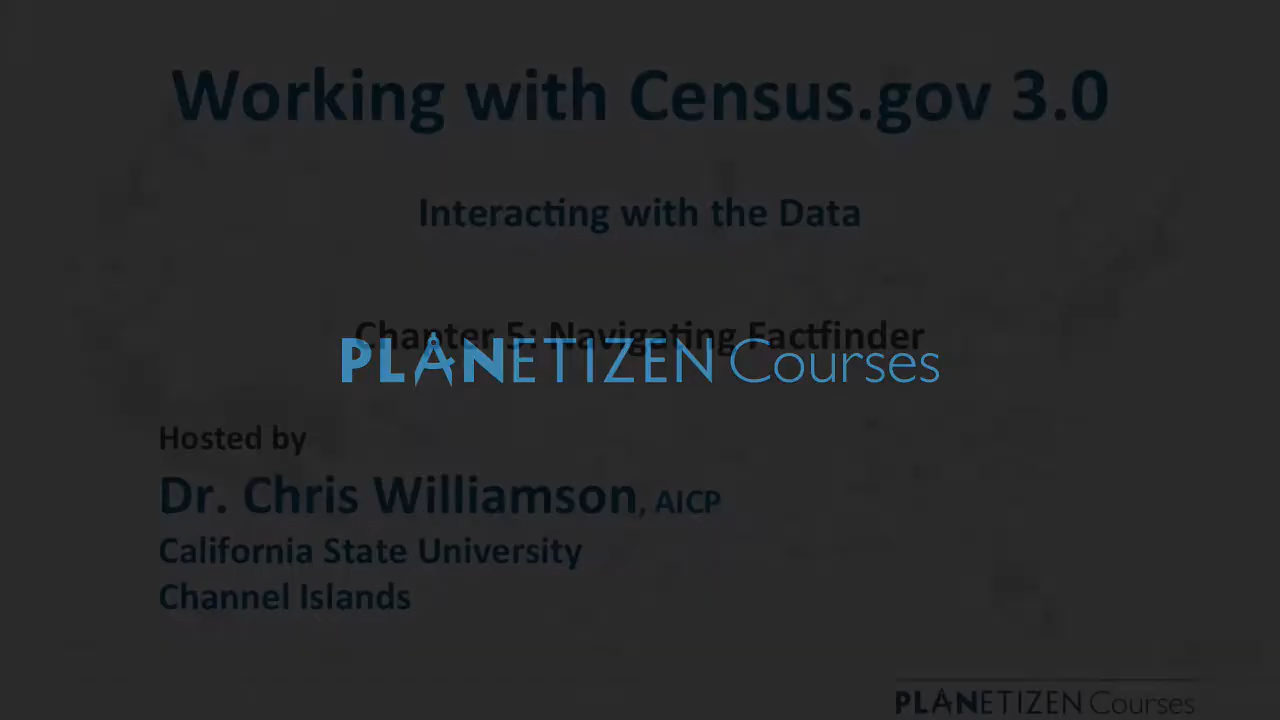 Working with Census.gov 3.0
Interacting with the Data
Chapter 5: Navigating Factfinder
PLANETIZEN Courses
Hosted by
Dr. Chris Williamson, AICP
California State University
Channel Islands
PLANETIZEN Courses